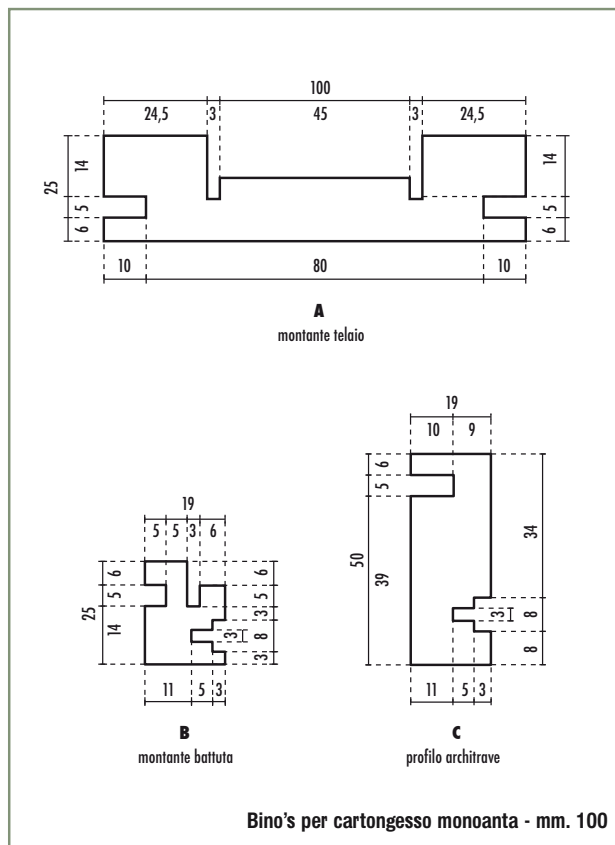 100
24,5 3 45 3 24,5
25 14 5 6
14 5 6
10 80 10
A
montante telaio
19
5 5 3 6
25 6 5 14
6 5 3 8 3
3
11 5 3
B
montante battuta
19
10 9
50 6 5 39
34 8 8
3
11 5 3
C
profilo architrave
Bino's per cartongesso monoanta - mm. 100